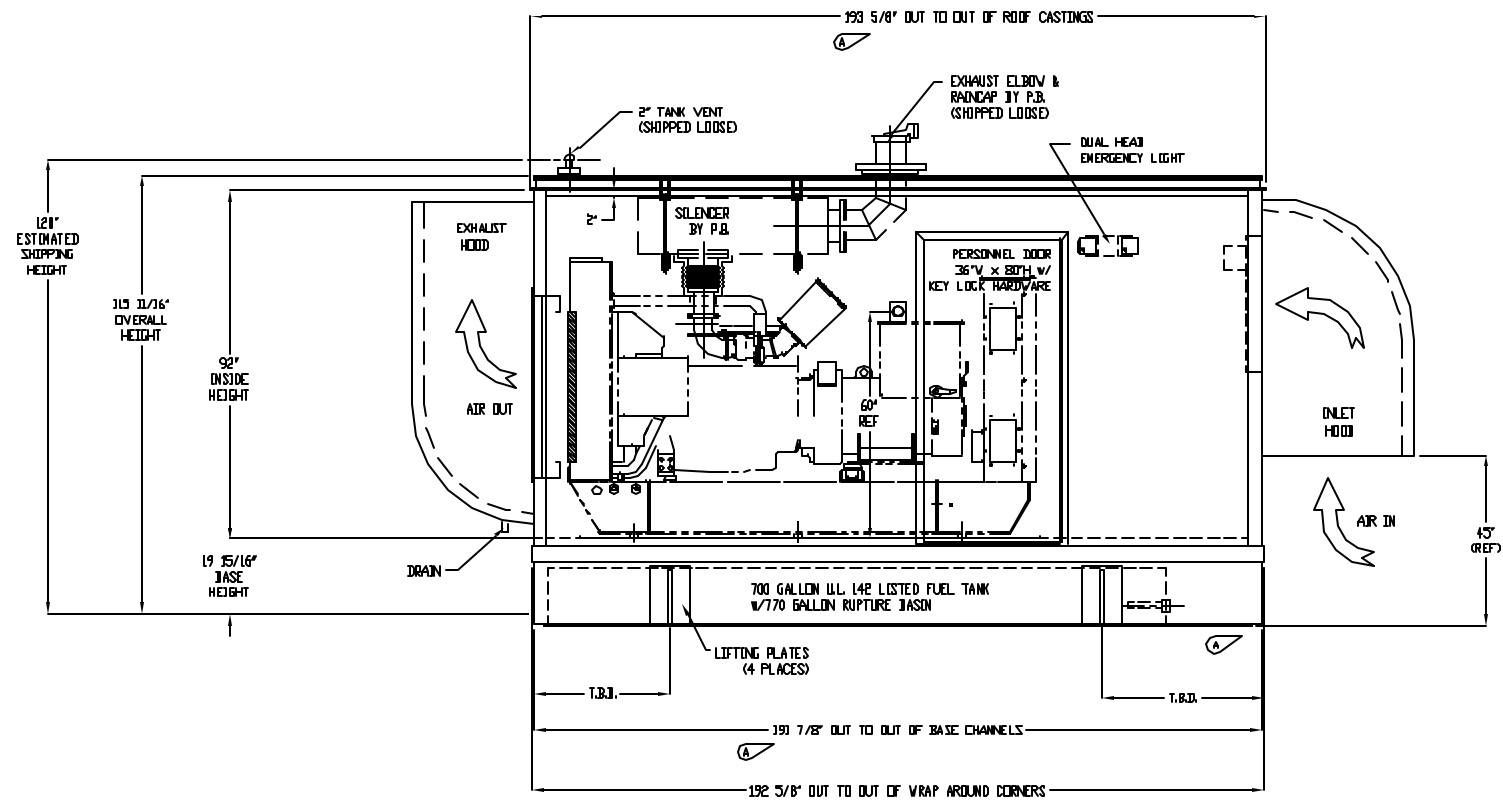 193 5/8" OUT TO OUT OF ROOF CASTINGS
A
EXHAUST ELBOW &
RAINCAP BY P.B.
(SHIPPED LOOSE)
2" TANK VENT
(SHIPPED LOOSE)
DUAL HEAD
EMERGENCY LIGHT
ESTIMATED
SHIPPING
HEIGHT
EXHAUST
HOOD
2"
SILENCER
BY P.B.
PERSONNEL DOOR
36"W x 80"H w/
KEY LOCK HARDWARE
115 11/16"
OVERALL
HEIGHT
92"
INSIDE
HEIGHT
AIR OUT
60"
REF
INLET
HOOD
AIR IN
45"
(REF)
19 15/16"
BASE
HEIGHT
DRAIN
700 GALLON U.L. 142 LISTED FUEL TANK
W/770 GALLON RUPTURE BASIN
A
LIFTING PLATES
(4 PLACES)
T.B.D.
T.B.D.
191 7/8" OUT TO OUT OF BASE CHANNELS
A
192 5/8" OUT TO OUT OF WRAP AROUND CORNERS